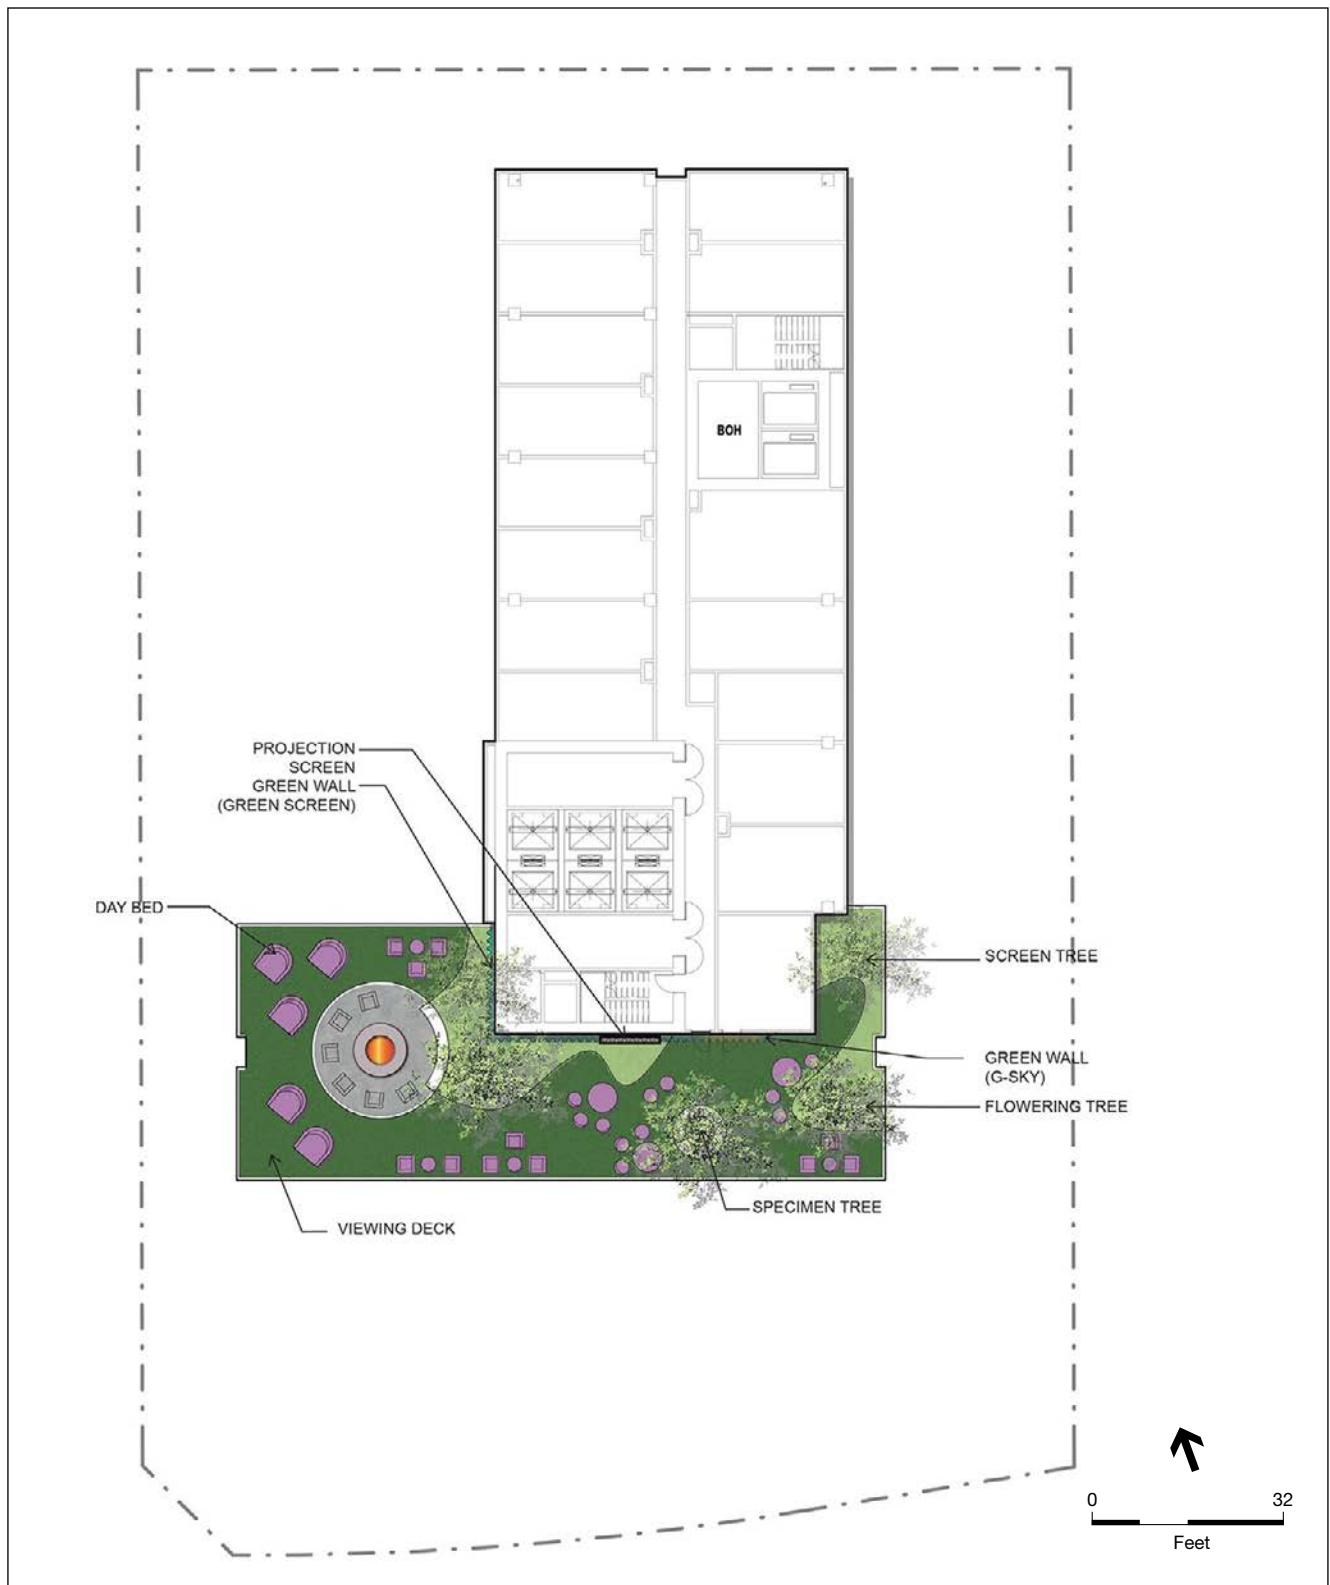 BOH
PROJECTION
SCREEN
GREEN WALL
(GREEN SCREEN)
DAY BED
SCREEN TREE
GREEN WALL
(G-SKY)
FLOWERING TREE
SPECIMEN TREE
VIEWING DECK
0 32
Feet